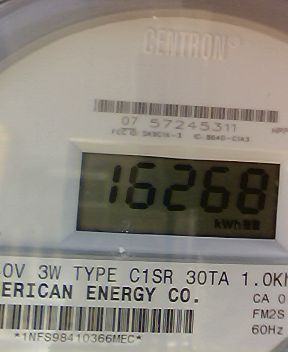 CENTRON®
07 57245311
16268
kWh
0V 3W TYPE C1SR 30TA 1.0K
ERICAN ENERGY CO.
CA 0
FM2S
60Hz
*1NFS98410366MEC*